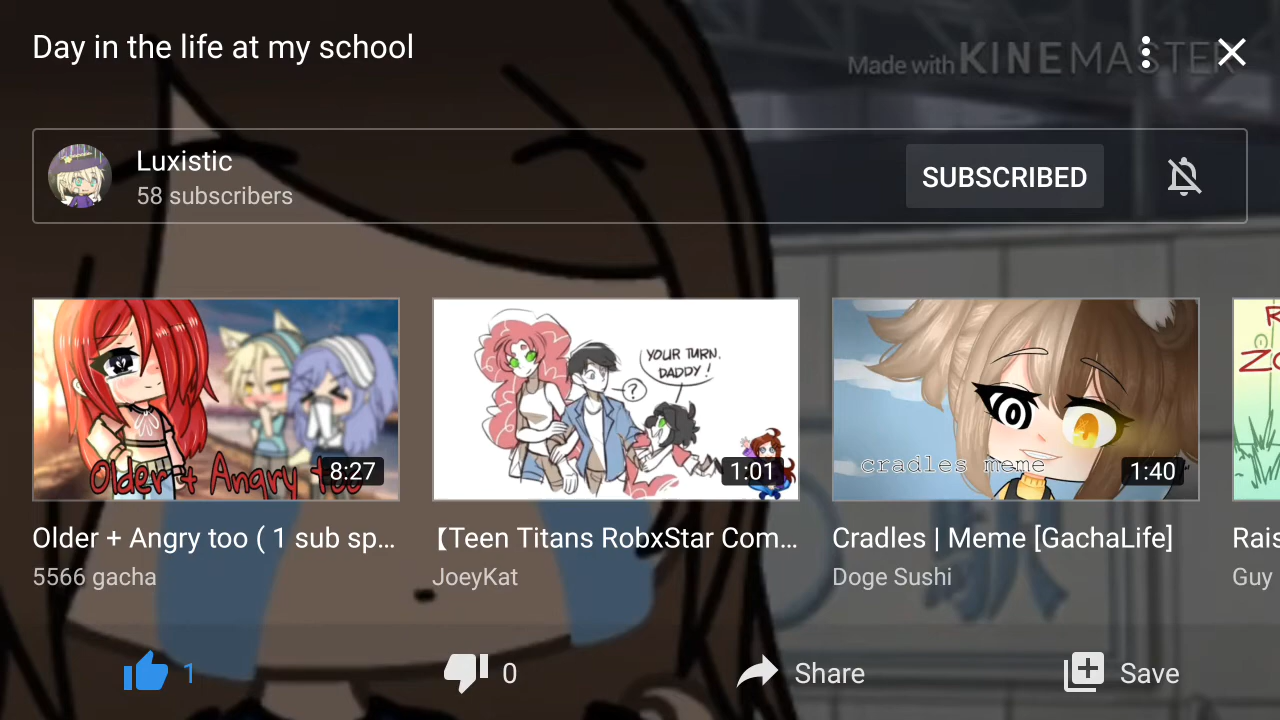 Day in the life at my school
Made with KINEMASTER
Luxistic
58 subscribers
SUBSCRIBED
Older + Angry too
8:27
YOUR TURN.
DADDY!
?
1:01
cradles meme
1:40
Older + Angry too ( 1 sub sp...
5566 gacha
【Teen Titans RobxStar Com...
JoeyKat
Cradles | Meme [GachaLife]
Doge Sushi
Rais
Guy
1
0
Share
Save